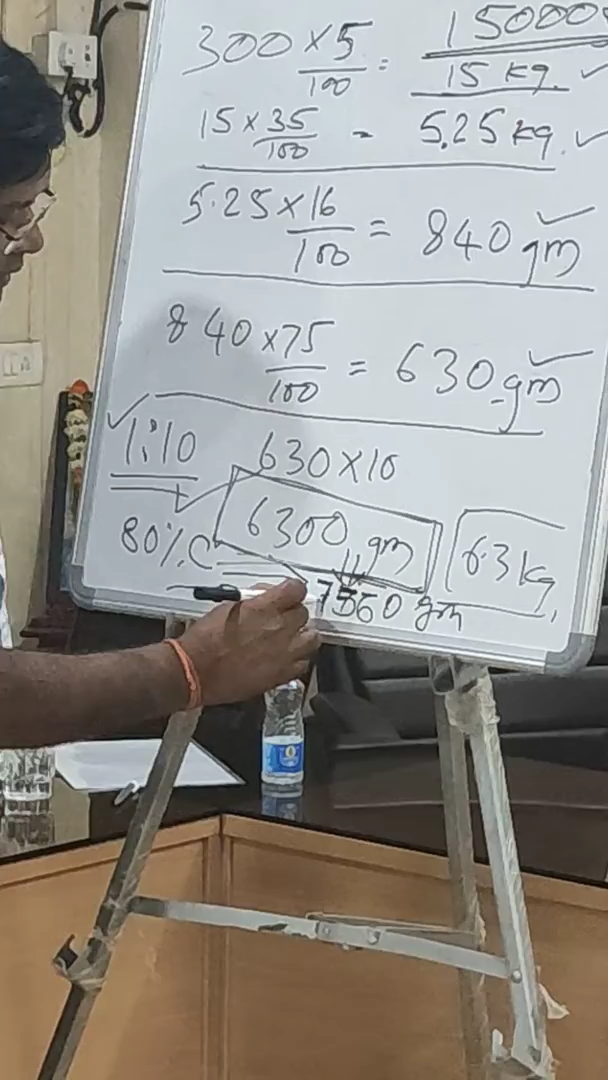 300 × 5/100 = 15000
15 kg. ✓
15 × 35/100 = 5.25 kg. ✓
5.25 × 16/100 = 840 gm ✓
840 × 75/100 = 630 gm ✓
1:10 630 × 10
80% C 6300 gm 6.3 kg
7560 gm